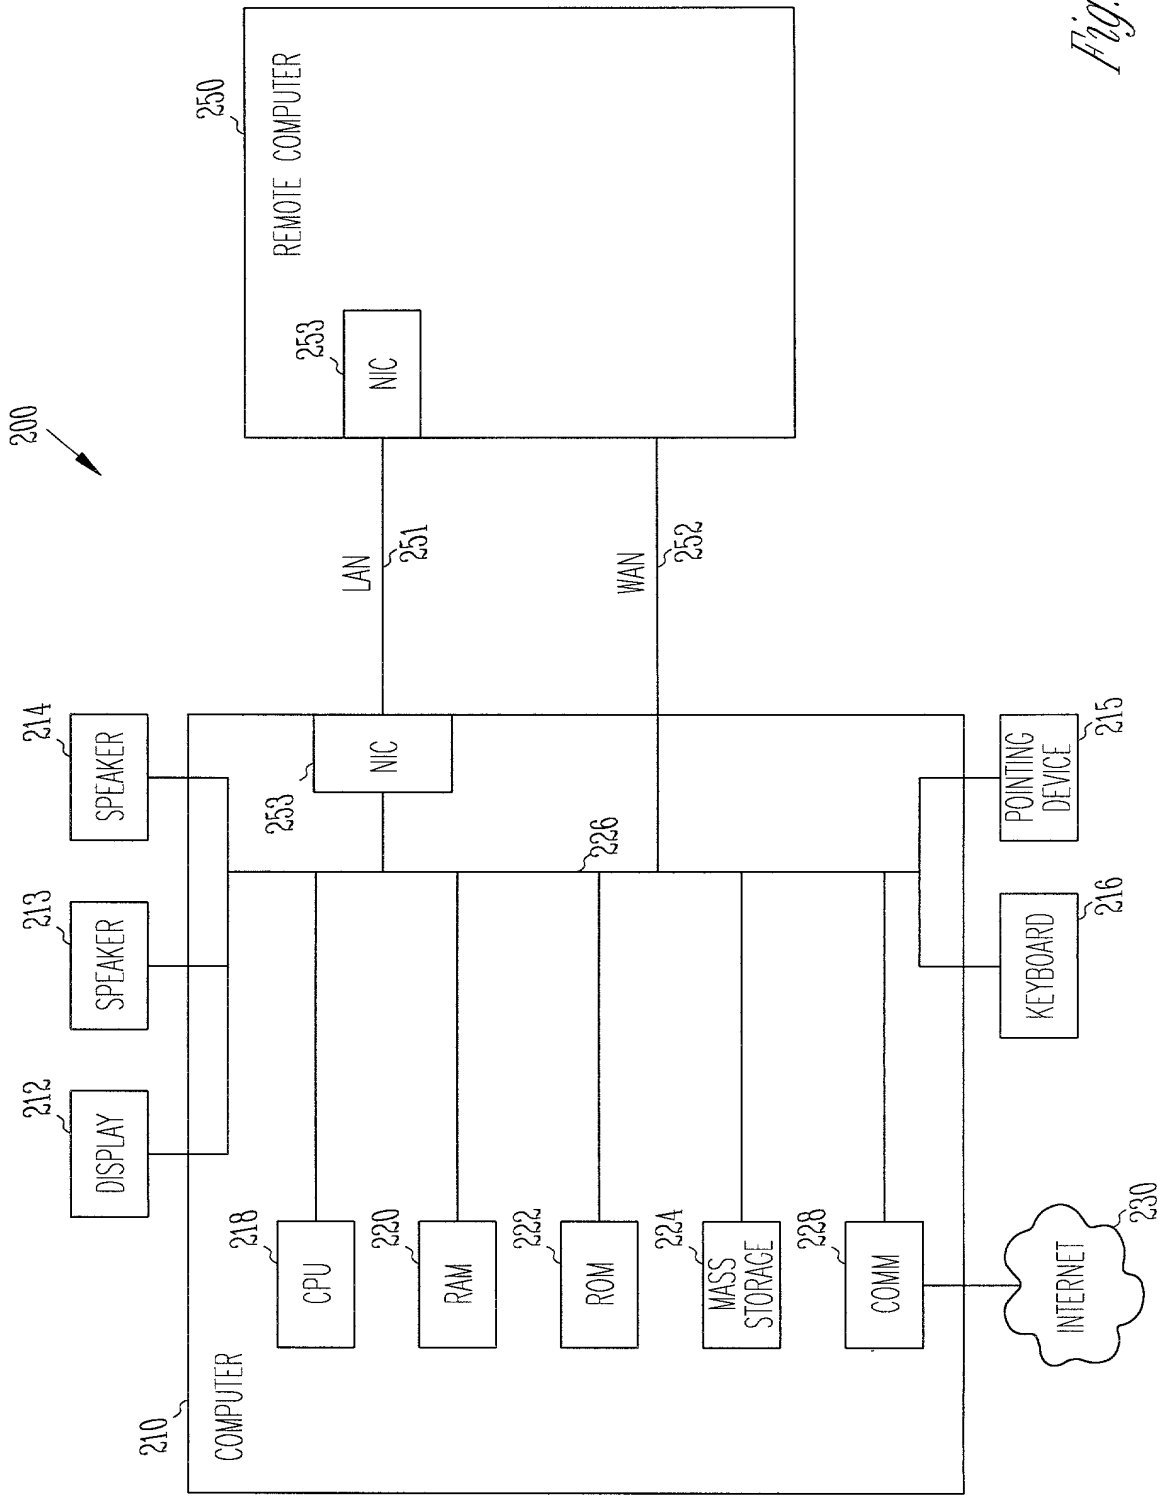 200
210
COMPUTER
212
DISPLAY
213
SPEAKER
214
SPEAKER
218
CPU
220
RAM
222
ROM
224
MASS
STORAGE
228
COMM
226
253
NIC
LAN
251
WAN
252
250
REMOTE COMPUTER
253
NIC
230
INTERNET
216
KEYBOARD
215
POINTING
DEVICE
Fig.